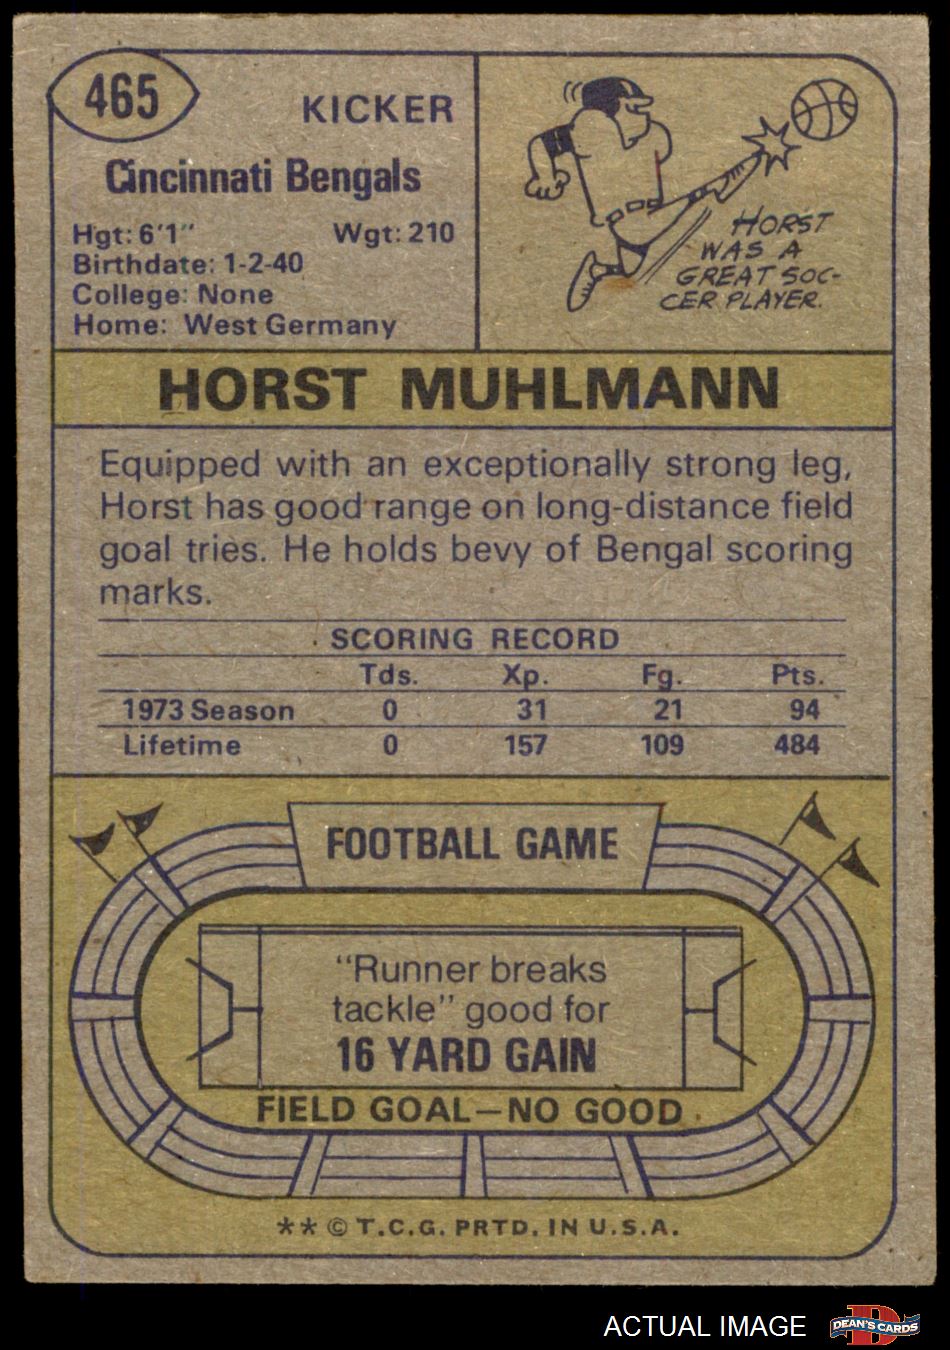 465
KICKER
Cincinnati Bengals
Hgt: 6'1" Wgt: 210
Birthdate: 1-2-40
College: None
Home: West Germany
HORST
WAS A
GREAT SOC-
CER PLAYER.
HORST MUHLMANN
Equipped with an exceptionally strong leg,
Horst has good range on long-distance field
goal tries. He holds bevy of Bengal scoring
marks.
SCORING RECORD
Tds. Xp. Fg. Pts.
1973 Season 0 31 21 94
Lifetime 0 157 109 484
FOOTBALL GAME
"Runner breaks
tackle" good for
16 YARD GAIN
FIELD GOAL—NO GOOD
** © T.C.G. PRTD. IN U.S.A.
ACTUAL IMAGE
D
DEAN'S CARDS